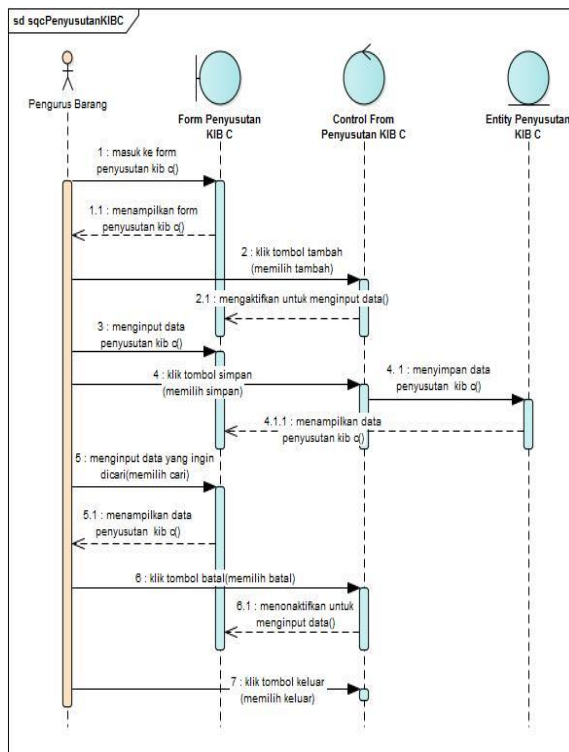 sd sqcPenyusutanKIBC
Pengurus Barang
Form Penyusutan
KIB C
Control From
Penyusutan KIB C
Entity Penyusutan
KIB C
1 : masuk ke form
penyusutan kib c()
1.1 : menampilkan form
penyusutan kib c()
2 : klik tombol tambah
(memilih tambah)
2.1 : mengaktifkan untuk menginput data()
3 : menginput data
penyusutan kib c()
4 : klik tombol simpan
(memilih simpan)
4. 1 : menyimpan data
penyusutan kib c()
4.1.1 : menampilkan data
penyusutan kib c()
5 : menginput data yang ingin
dicari(memilih cari)
5.1 : menampilkan data
penyusutan kib c()
6 : klik tombol batal(memilih batal)
6.1 : menonaktifkan untuk
menginput data()
7 : klik tombol keluar
(memilih keluar)